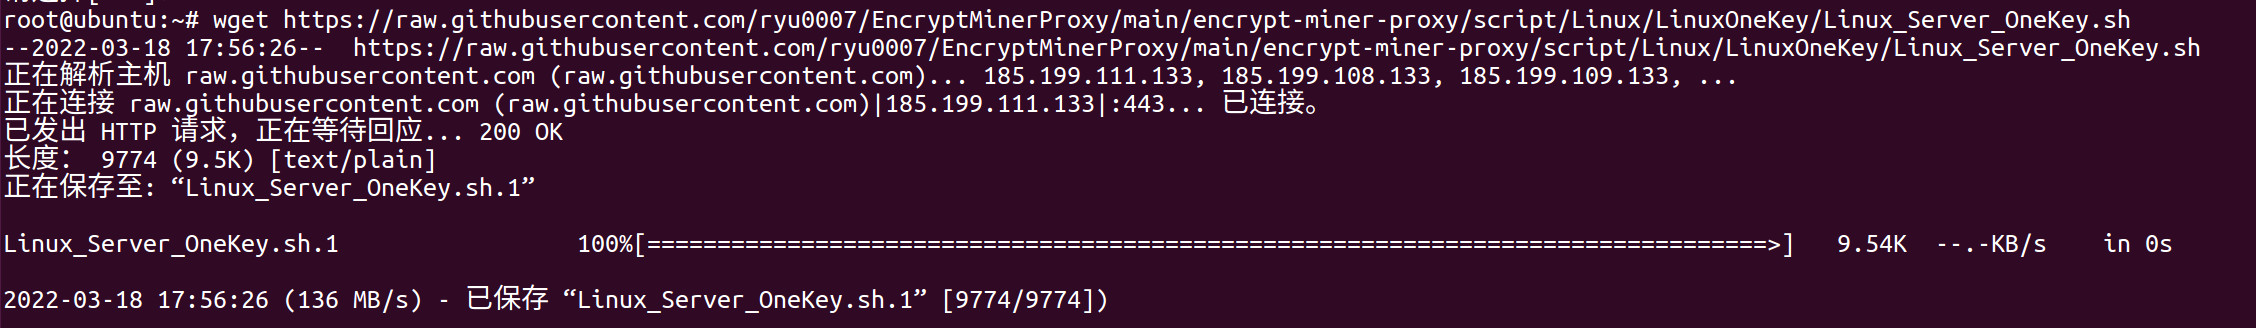 root@ubuntu:~# wget https://raw.githubusercontent.com/ryu0007/EncryptMinerProxy/main/encrypt-miner-proxy/script/Linux/LinuxOneKey/Linux_Server_OneKey.sh
--2022-03-18 17:56:26--  https://raw.githubusercontent.com/ryu0007/EncryptMinerProxy/main/encrypt-miner-proxy/script/Linux/LinuxOneKey/Linux_Server_OneKey.sh
正在解析主机 raw.githubusercontent.com (raw.githubusercontent.com)... 185.199.111.133, 185.199.108.133, 185.199.109.133, ...
正在连接 raw.githubusercontent.com (raw.githubusercontent.com)|185.199.111.133|:443... 已连接。
已发出 HTTP 请求，正在等待回应... 200 OK
长度： 9774 (9.5K) [text/plain]
正在保存至: “Linux_Server_OneKey.sh.1”
Linux_Server_OneKey.sh.1 100%[================================================================================>] 9.54K --.-KB/s in 0s
2022-03-18 17:56:26 (136 MB/s) - 已保存 “Linux_Server_OneKey.sh.1” [9774/9774])